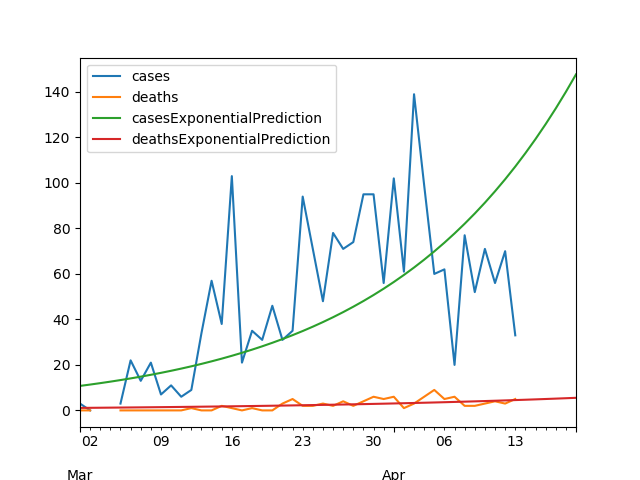 cases
deaths
casesExponentialPrediction
deathsExponentialPrediction
140
120
100
80
60
40
20
0
02 09 16 23 30 06 13
Mar Apr